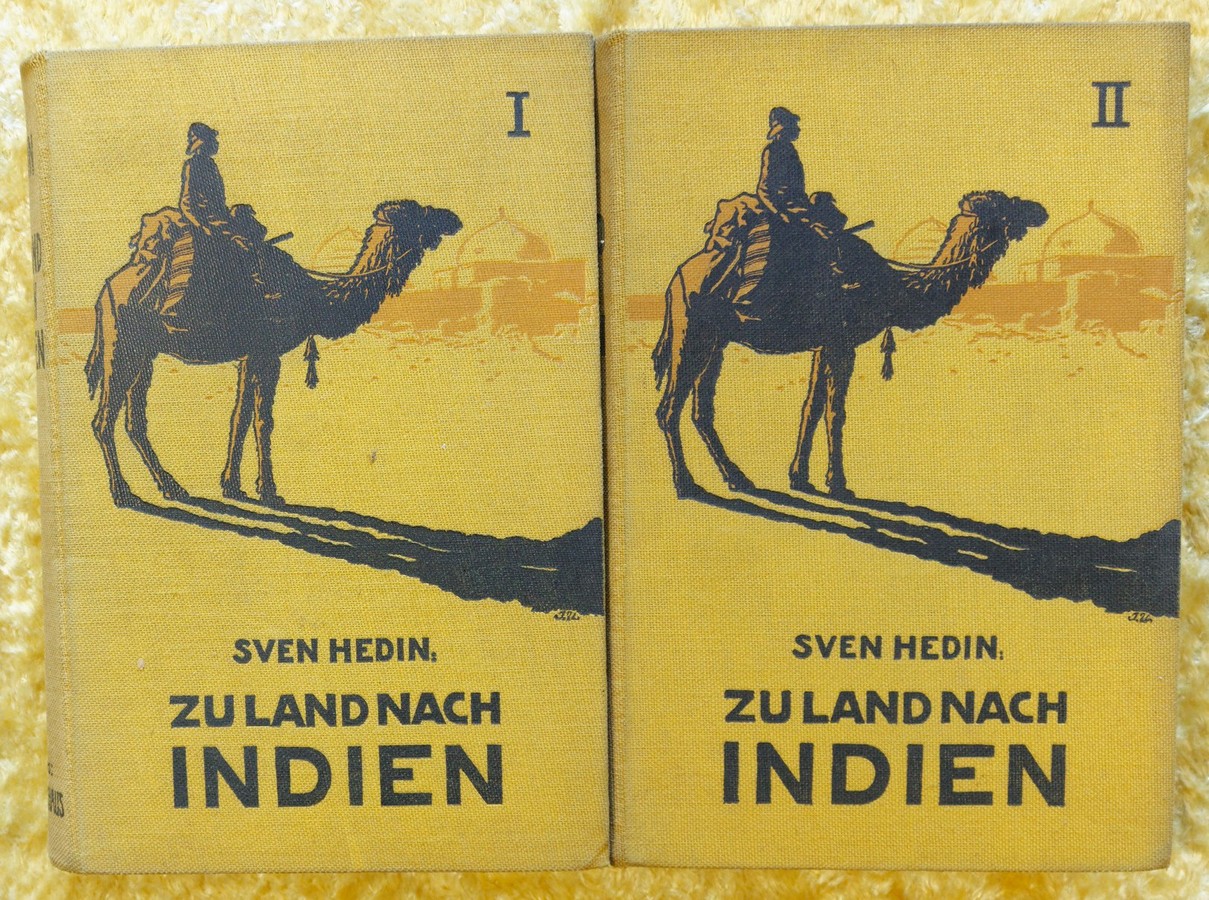 I
SVEN HEDIN:
ZU LAND NACH
INDIEN
II
SVEN HEDIN:
ZU LAND NACH
INDIEN